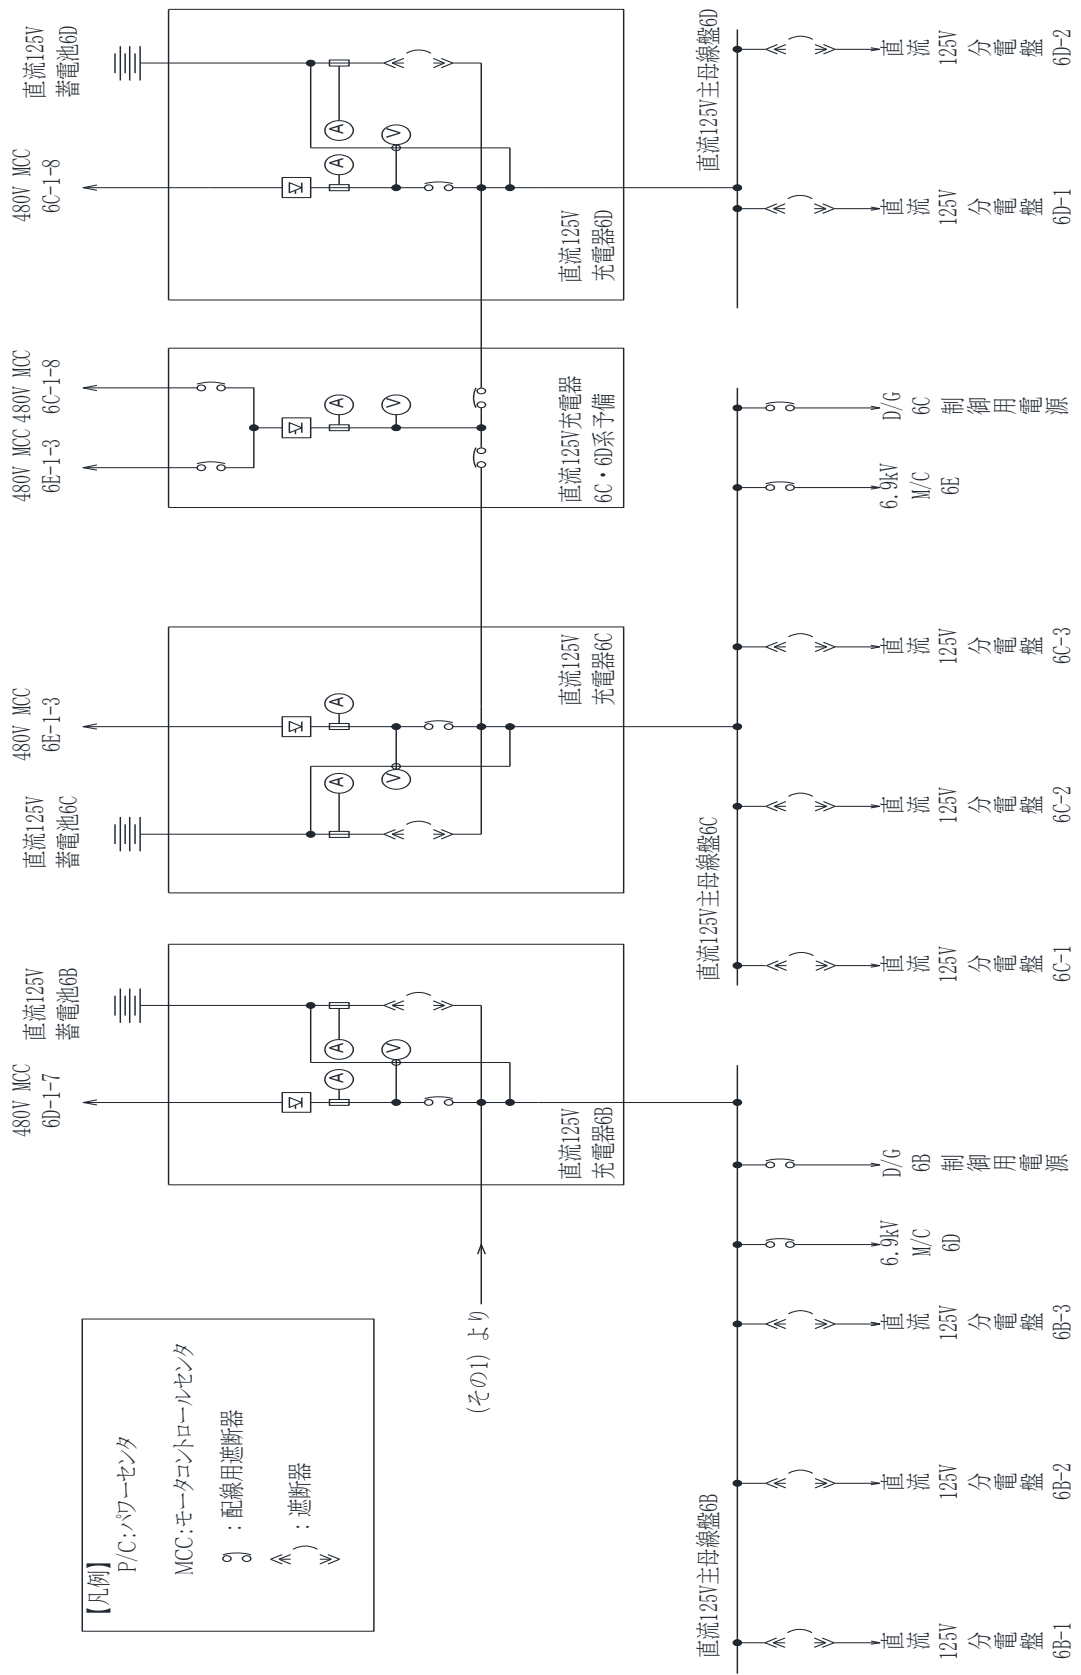 【凡例】
P/C:パワーセンタ
MCC:モータコントロールセンタ
:配線用遮断器
:遮断器
(その1) より
480V MCC
6D-1-7
直流125V
蓄電池6B
480V MCC
6E-1-3
直流125V
蓄電池6C
480V MCC
6E-1-3
480V MCC
6C-1-8
480V MCC
6C-1-8
直流125V
蓄電池6D
A
A
V
直流125V
充電器6B
A
A
V
直流125V
充電器6C
A
V
直流125V充電器
6C・6D系予備
A
A
V
直流125V
充電器6D
直流125V主母線盤6B
直流
125V
分電盤
6B-1
直流
125V
分電盤
6B-2
直流
125V
分電盤
6B-3
6.9kV
M/C
6D
D/G
6B
制御用電源
直流125V主母線盤6C
直流
125V
分電盤
6C-1
直流
125V
分電盤
6C-2
直流
125V
分電盤
6C-3
6.9kV
M/C
6E
D/G
6C
制御用電源
直流125V主母線盤6D
直流
125V
分電盤
6D-1
直流
125V
分電盤
6D-2